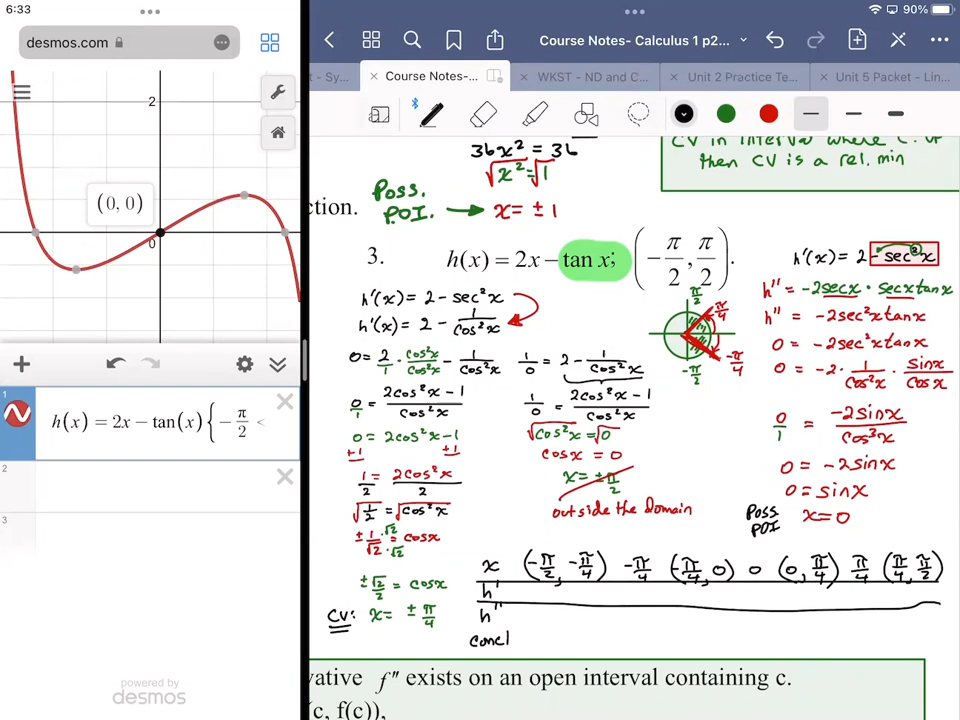 6:33
90%
desmos.com
Course Notes- Calculus 1 p2...
t - Sy...
Course Notes-...
WKST - ND and C...
Unit 2 Practice Te...
Unit 5 Packet - Lin...
2
(0, 0)
0
1
h(x) = 2x − tan(x) { − π/2 <
2
3
powered by
desmos
36x² = 36
√x² = √1
Poss.
P.O.I. → x = ± 1
ction.
CV in interval where C. UP
then CV is a rel. min
3. h(x) = 2x − tan x; (−π/2, π/2).
h'(x) = 2 − sec²x
h'(x) = 2 − 1/cos²x
0 = 2/1 · cos²x/cos²x − 1/cos²x
0/1 = 2cos²x−1/cos²x
0 = 2cos²x−1
+1 +1
1/2 = 2cos²x/2
√1/2 = √cos²x
± 1/√2 ·√2/·√2 = cosx
± √2/2 = cosx
CV: x = ± π/4
1/0 = 2 − 1/cos²x
1/0 = 2cos²x−1/cos²x
√cos²x = √0
cosx = 0
x = ± π/2
outside the Domain
π/2
π/4
−π/4
−π/2
h'(x) = 2 − sec²x
h'' = −2secx · secxtanx
h'' = −2sec²xtanx
0 = −2sec²xtanx
0 = −2 · 1/cos²x · sinx/cosx
0/1 = −2sinx/cos³x
0 = −2sinx
0 = sinx
Poss. POI x=0
x (−π/2, −π/4) −π/4 (−π/4, 0) 0 (0, π/4) π/4 (π/4, π/2)
h'
h''
concl
vative f″ exists on an open interval containing c.
(c, f(c)),